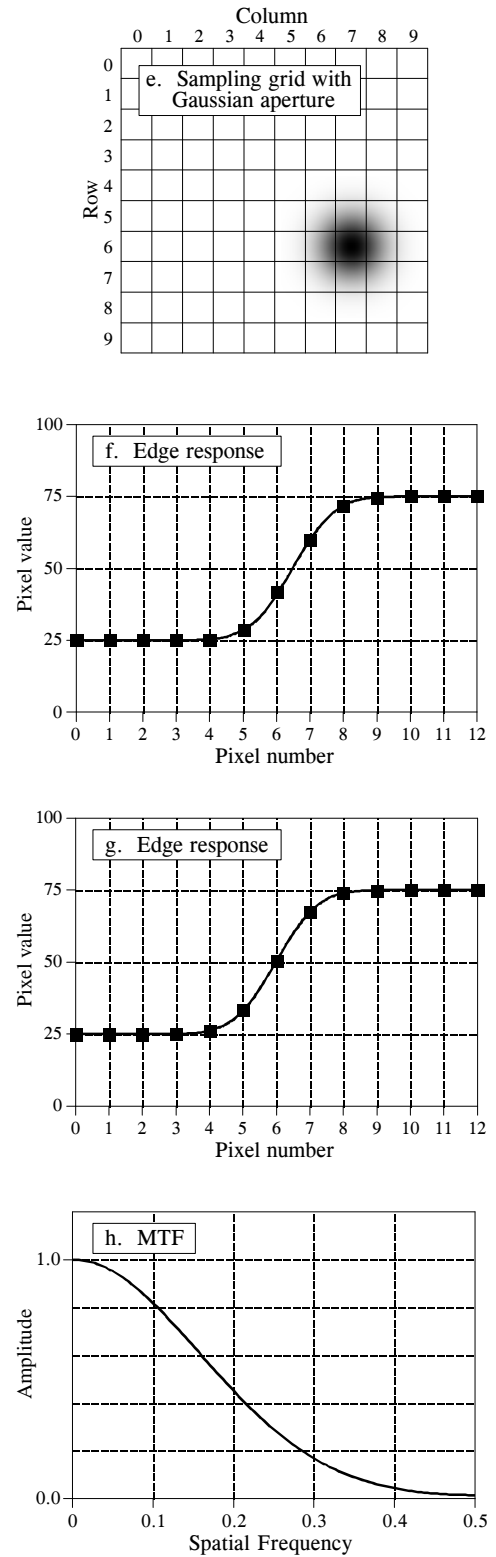 Column
0 1 2 3 4 5 6 7 8 9
e. Sampling grid with
Gaussian aperture
Row
0
1
2
3
4
5
6
7
8
9
f. Edge response
Pixel value
100
75
50
25
0
0 1 2 3 4 5 6 7 8 9 10 11 12
Pixel number
g. Edge response
Pixel value
100
75
50
25
0
0 1 2 3 4 5 6 7 8 9 10 11 12
Pixel number
h. MTF
Amplitude
1.0
0.0
0 0.1 0.2 0.3 0.4 0.5
Spatial Frequency